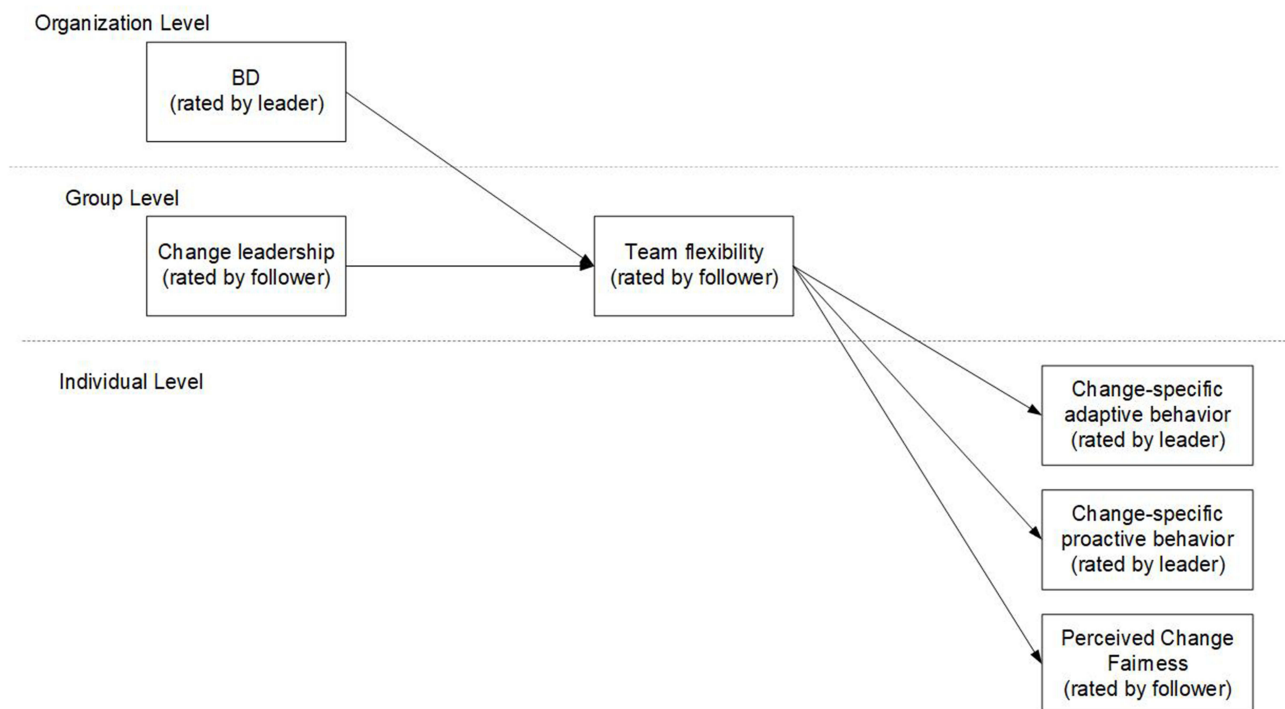 Organization Level
BD
(rated by leader)
Group Level
Change leadership
(rated by follower)
Team flexibility
(rated by follower)
Individual Level
Change-specific
adaptive behavior
(rated by leader)
Change-specific
proactive behavior
(rated by leader)
Perceived Change
Fairness
(rated by follower)